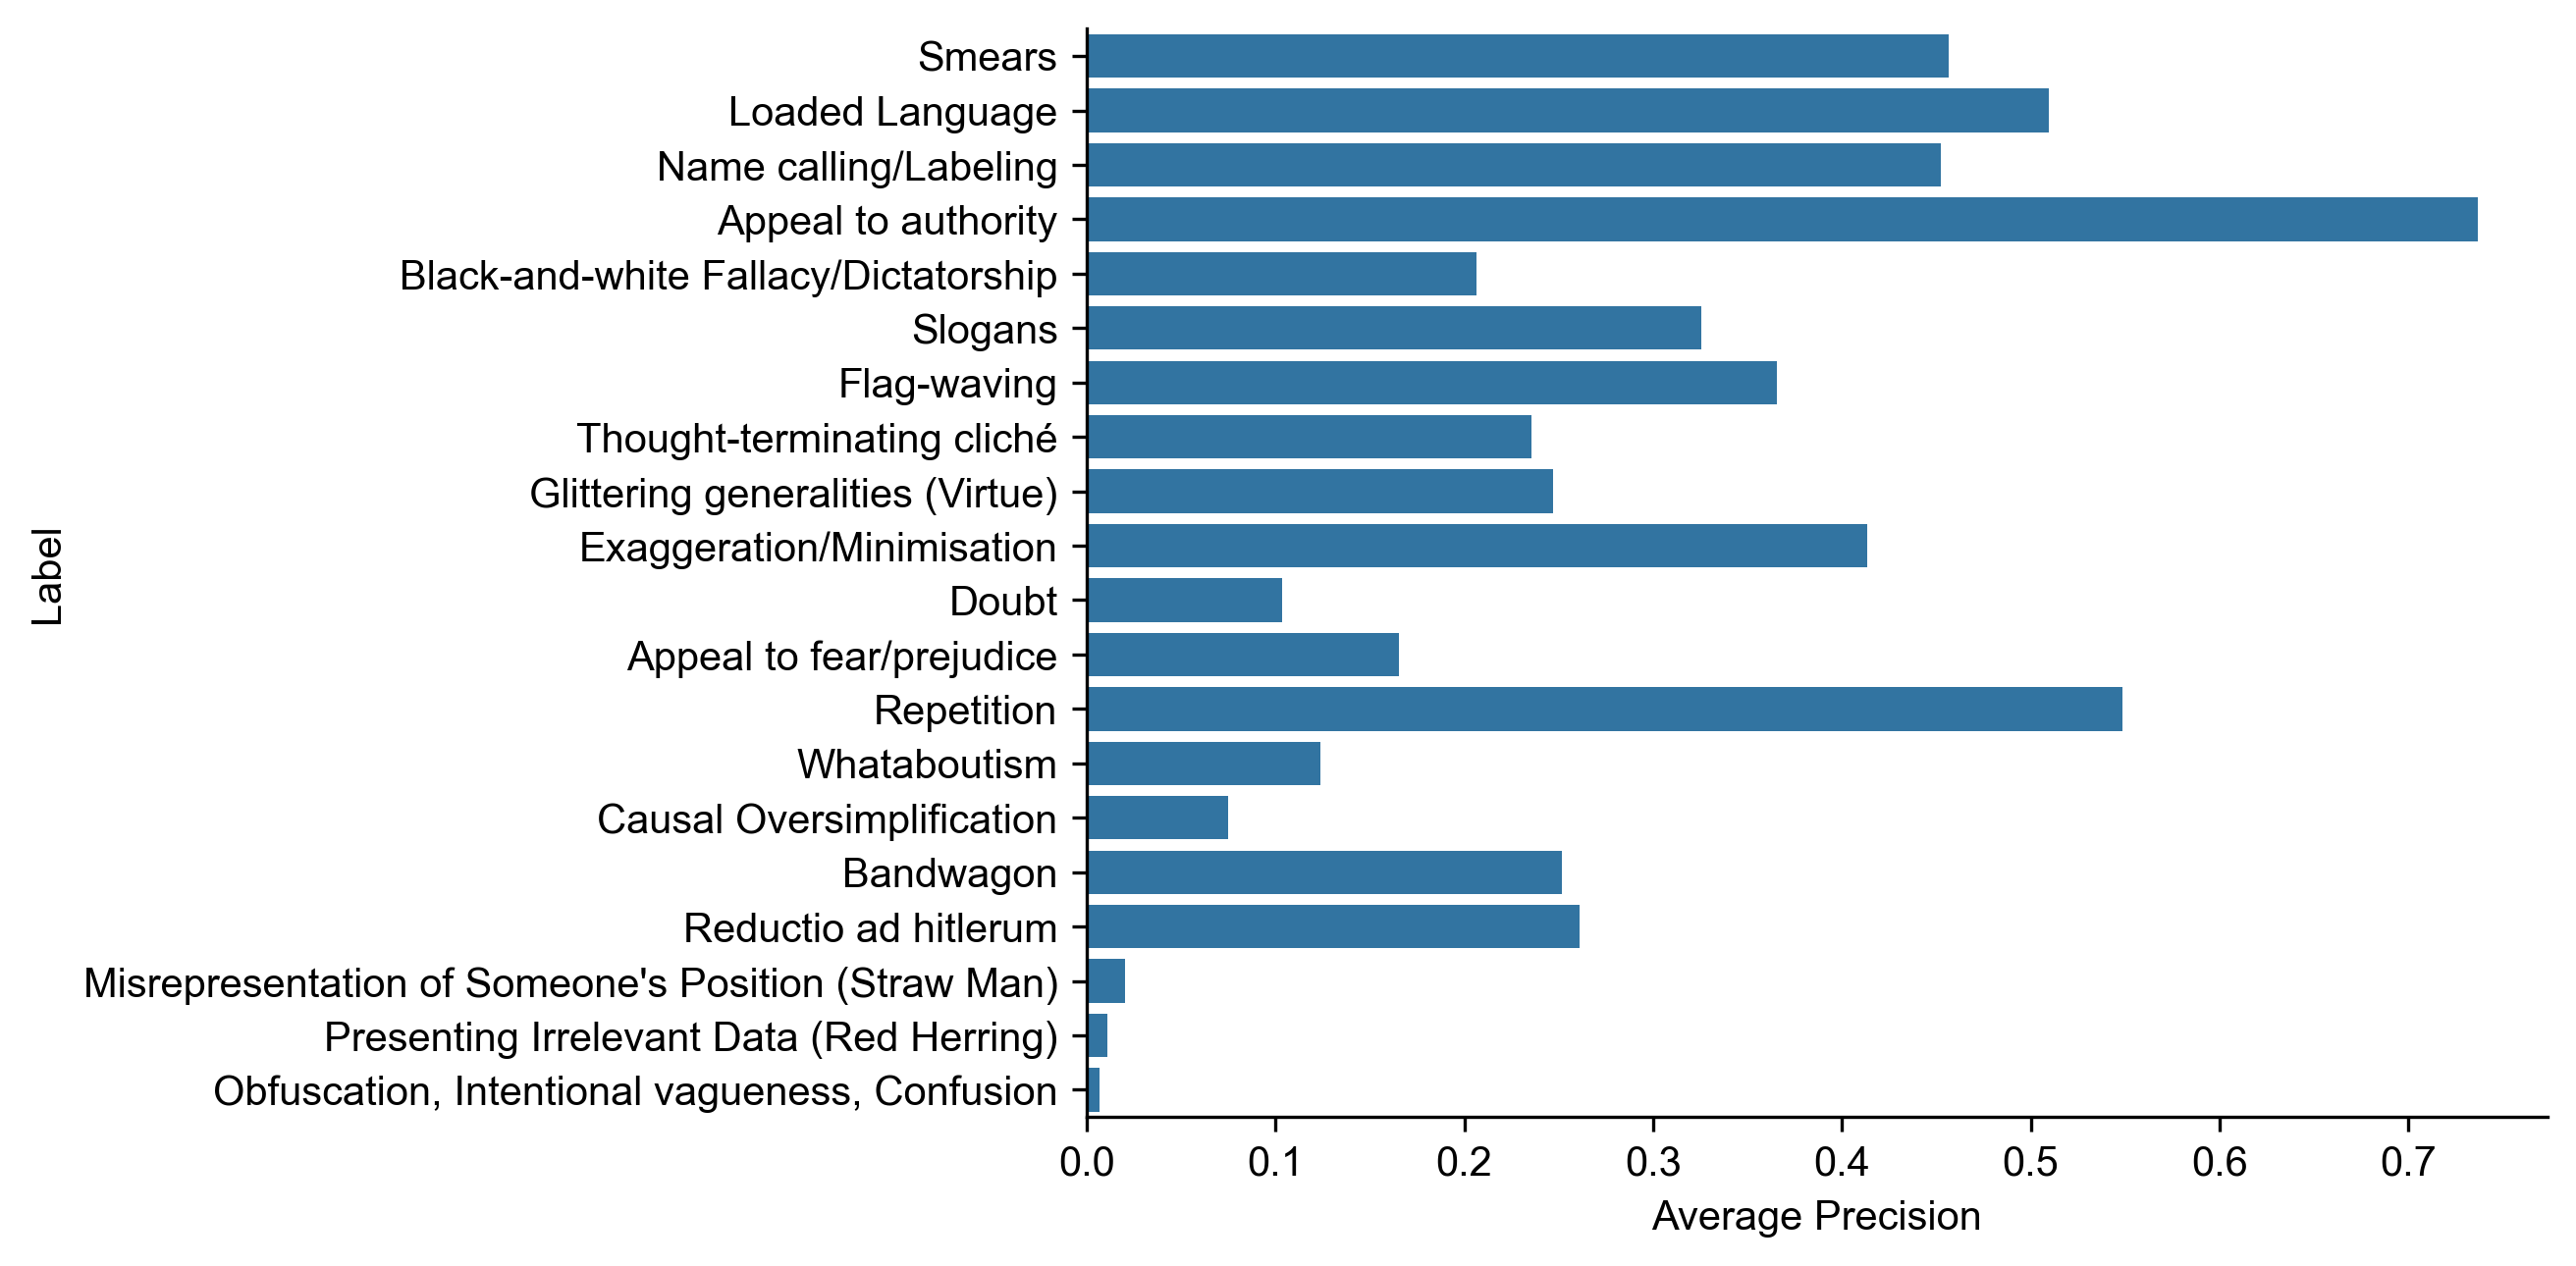 Smears
Loaded Language
Name calling/Labeling
Appeal to authority
Black-and-white Fallacy/Dictatorship
Slogans
Flag-waving
Thought-terminating cliché
Glittering generalities (Virtue)
Exaggeration/Minimisation
Doubt
Appeal to fear/prejudice
Repetition
Whataboutism
Causal Oversimplification
Bandwagon
Reductio ad hitlerum
Misrepresentation of Someone's Position (Straw Man)
Presenting Irrelevant Data (Red Herring)
Obfuscation, Intentional vagueness, Confusion
Label
0.0 0.1 0.2 0.3 0.4 0.5 0.6 0.7
Average Precision